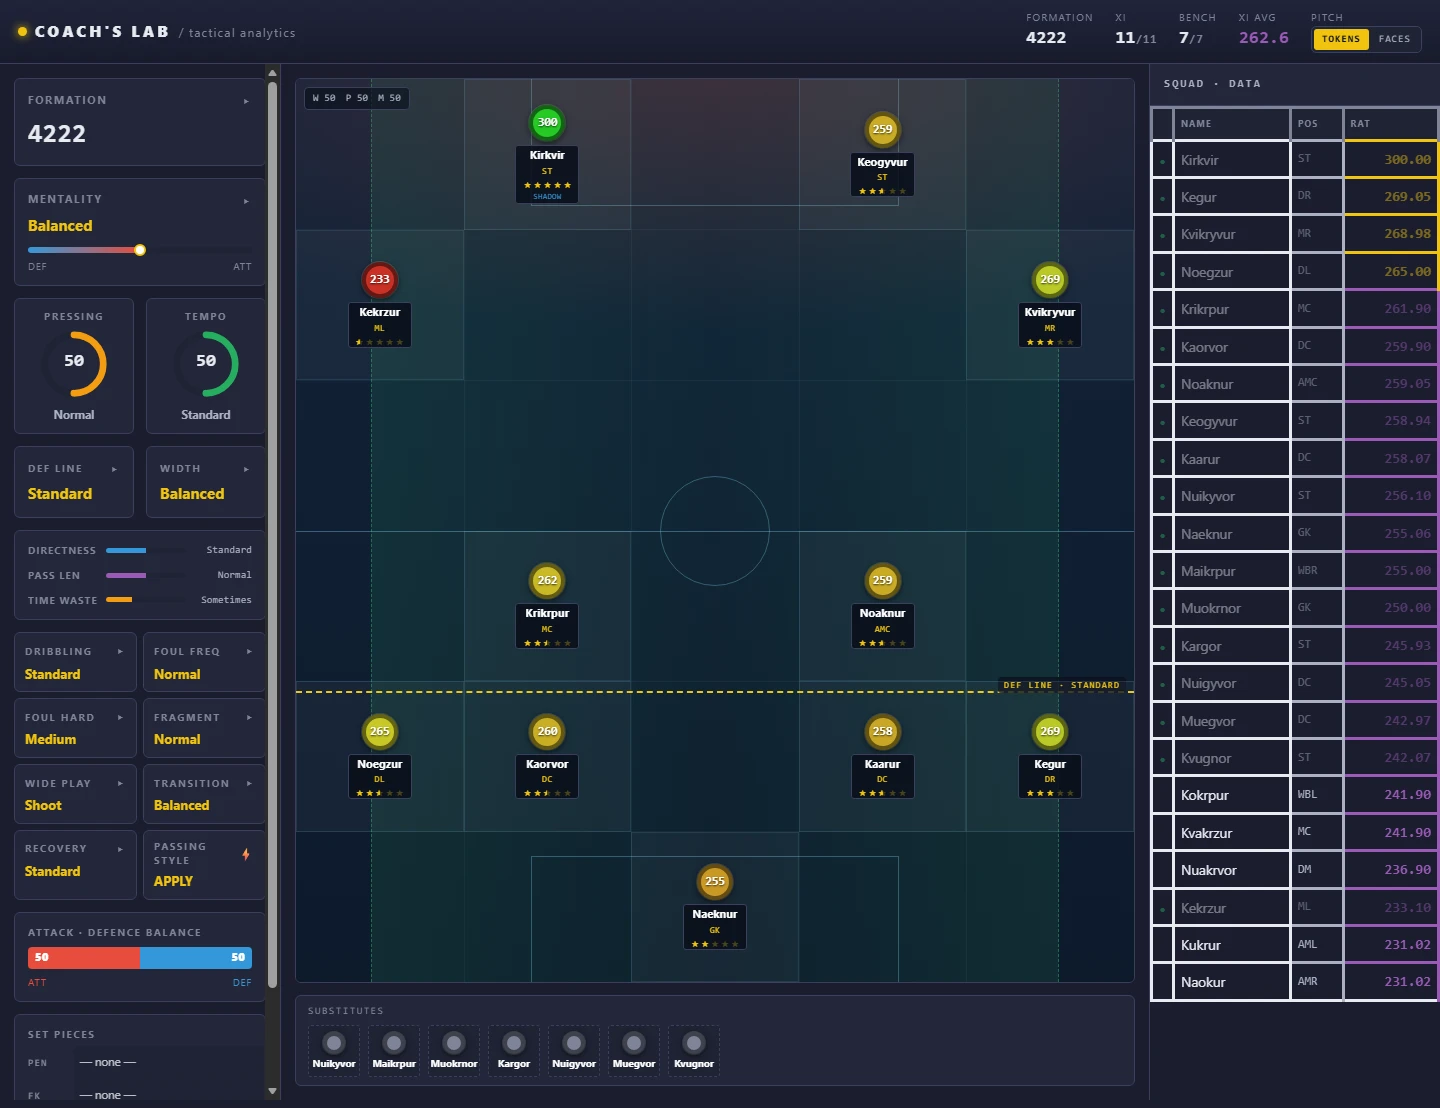 COACH'S LAB / tactical analytics
FORMATION XI BENCH XI AVG PITCH
4222 11/11 7/7 262.6 TOKENS FACES
FORMATION ▸
4222
MENTALITY ▸
Balanced
DEF ATT
PRESSING TEMPO
50 50
Normal Standard
DEF LINE ▸ WIDTH ▸
Standard Balanced
DIRECTNESS Standard
PASS LEN Normal
TIME WASTE Sometimes
DRIBBLING ▸ FOUL FREQ ▸
Standard Normal
FOUL HARD ▸ FRAGMENT ▸
Medium Normal
WIDE PLAY ▸ TRANSITION ▸
Shoot Balanced
RECOVERY ▸ PASSING STYLE
Standard APPLY
ATTACK · DEFENCE BALANCE
50 50
ATT DEF
SET PIECES
PEN — none —
FK — none —
W 50 P 50 M 50
300 259
Kirkvir Keogyvur
ST ST
★★★★★
SHADOW
233 269
Kekrzur Kvikryvur
ML MR
262 259
Krikrpur Noaknur
MC AMC
DEF LINE · STANDARD
265 260 258 269
Noegzur Kaorvor Kaarur Kegur
DL DC DC DR
255
Naeknur
GK
SUBSTITUTES
Nuikyvor Maikrpur Muokrnor Kargor Nuigyvor Muegvor Kvugnor
SQUAD · DATA
NAME POS RAT
Kirkvir ST 300.00
Kegur DR 269.05
Kvikryvur MR 268.98
Noegzur DL 265.00
Krikrpur MC 261.90
Kaorvor DC 259.90
Noaknur AMC 259.05
Keogyvur ST 258.94
Kaarur DC 258.07
Nuikyvor ST 256.10
Naeknur GK 255.06
Maikrpur WBR 255.00
Muokrnor GK 250.00
Kargor ST 245.93
Nuigyvor DC 245.05
Muegvor DC 242.97
Kvugnor ST 242.07
Kokrpur WBL 241.90
Kvakrzur MC 241.90
Nuakrvor DM 236.90
Kekrzur ML 233.10
Kukrur AML 231.02
Naokur AMR 231.02